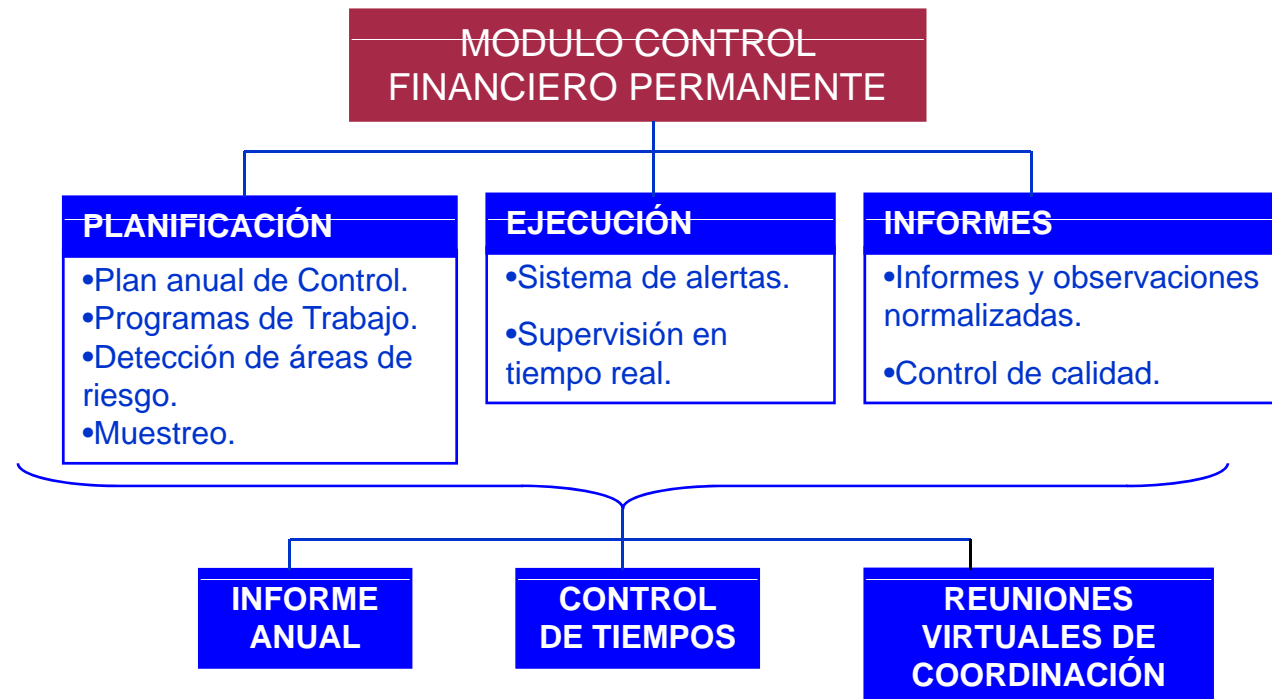 MODULO CONTROL
FINANCIERO PERMANENTE
PLANIFICACIÓN
•Plan anual de Control.
•Programas de Trabajo.
•Detección de áreas de
riesgo.
•Muestreo.
EJECUCIÓN
•Sistema de alertas.
•Supervisión en
tiempo real.
INFORMES
•Informes y observaciones
normalizadas.
•Control de calidad.
INFORME
ANUAL
CONTROL
DE TIEMPOS
REUNIONES
VIRTUALES DE
COORDINACIÓN